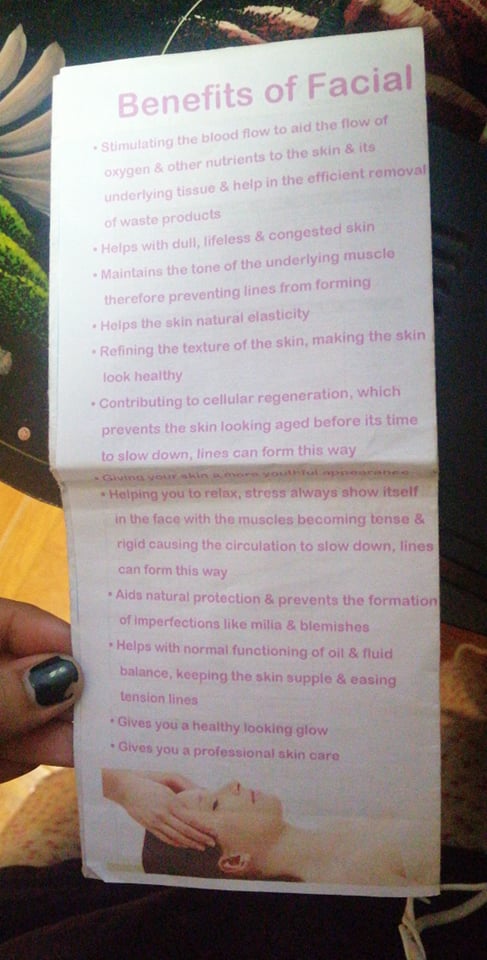 Benefits of Facial
• Stimulating the blood flow to aid the flow of
oxygen & other nutrients to the skin & its
underlying tissue & help in the efficient removal
of waste products
• Helps with dull, lifeless & congested skin
• Maintains the tone of the underlying muscle
therefore preventing lines from forming
• Helps the skin natural elasticity
• Refining the texture of the skin, making the skin
look healthy
• Contributing to cellular regeneration, which
prevents the skin looking aged before its time
to slow down, lines can form this way
• Giving your skin a more youthful appearance
• Helping you to relax, stress always show itself
in the face with the muscles becoming tense &
rigid causing the circulation to slow down, lines
can form this way
• Aids natural protection & prevents the formation
of imperfections like milia & blemishes
• Helps with normal functioning of oil & fluid
balance, keeping the skin supple & easing
tension lines
• Gives you a healthy looking glow
• Gives you a professional skin care